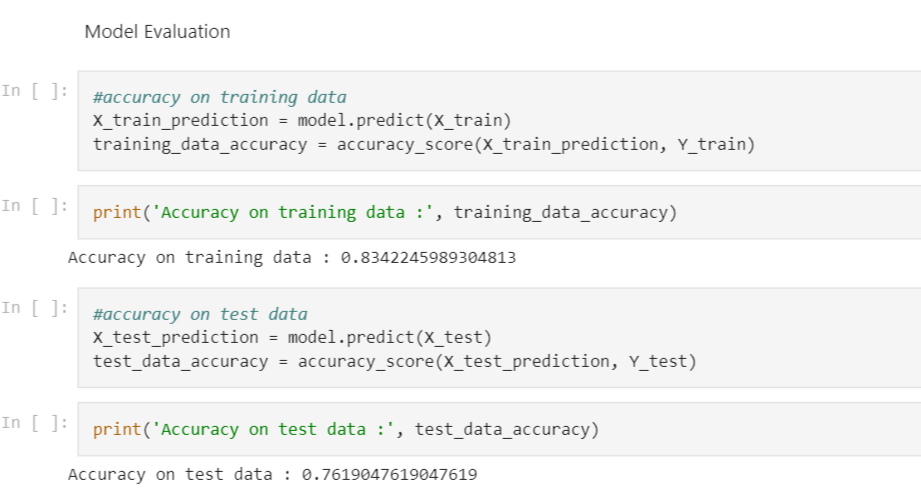 Model Evaluation
In [ ]:
#accuracy on training data
X_train_prediction = model.predict(X_train)
training_data_accuracy = accuracy_score(X_train_prediction, Y_train)
In [ ]:
print('Accuracy on training data :', training_data_accuracy)
Accuracy on training data : 0.8342245989304813
In [ ]:
#accuracy on test data
X_test_prediction = model.predict(X_test)
test_data_accuracy = accuracy_score(X_test_prediction, Y_test)
In [ ]:
print('Accuracy on test data :', test_data_accuracy)
Accuracy on test data : 0.7619047619047619